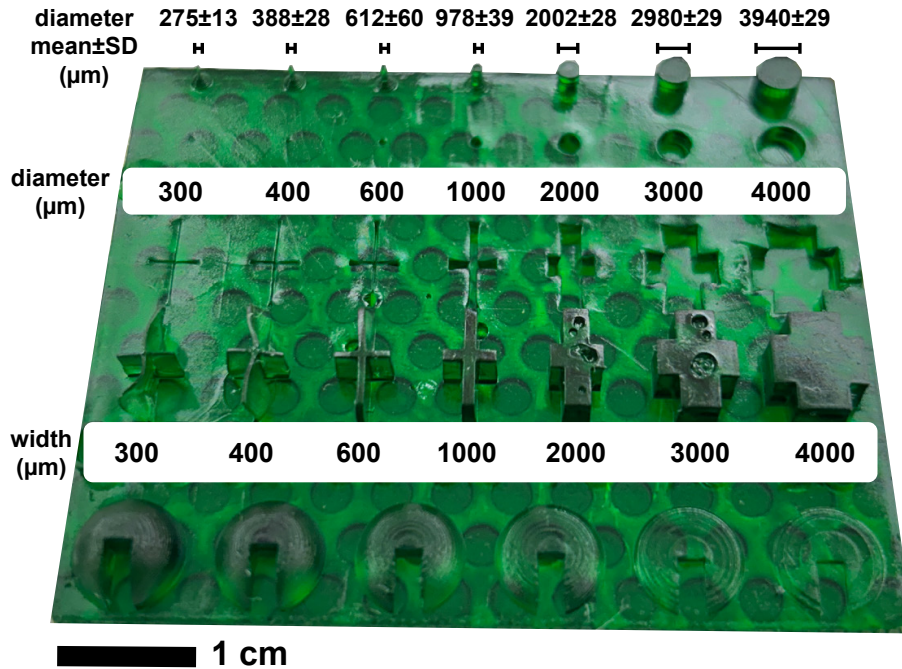 diameter 275±13 388±28 612±60 978±39 2002±28 2980±29 3940±29
mean±SD
(µm)
diameter 300 400 600 1000 2000 3000 4000
(µm)
width 300 400 600 1000 2000 3000 4000
(µm)
1 cm